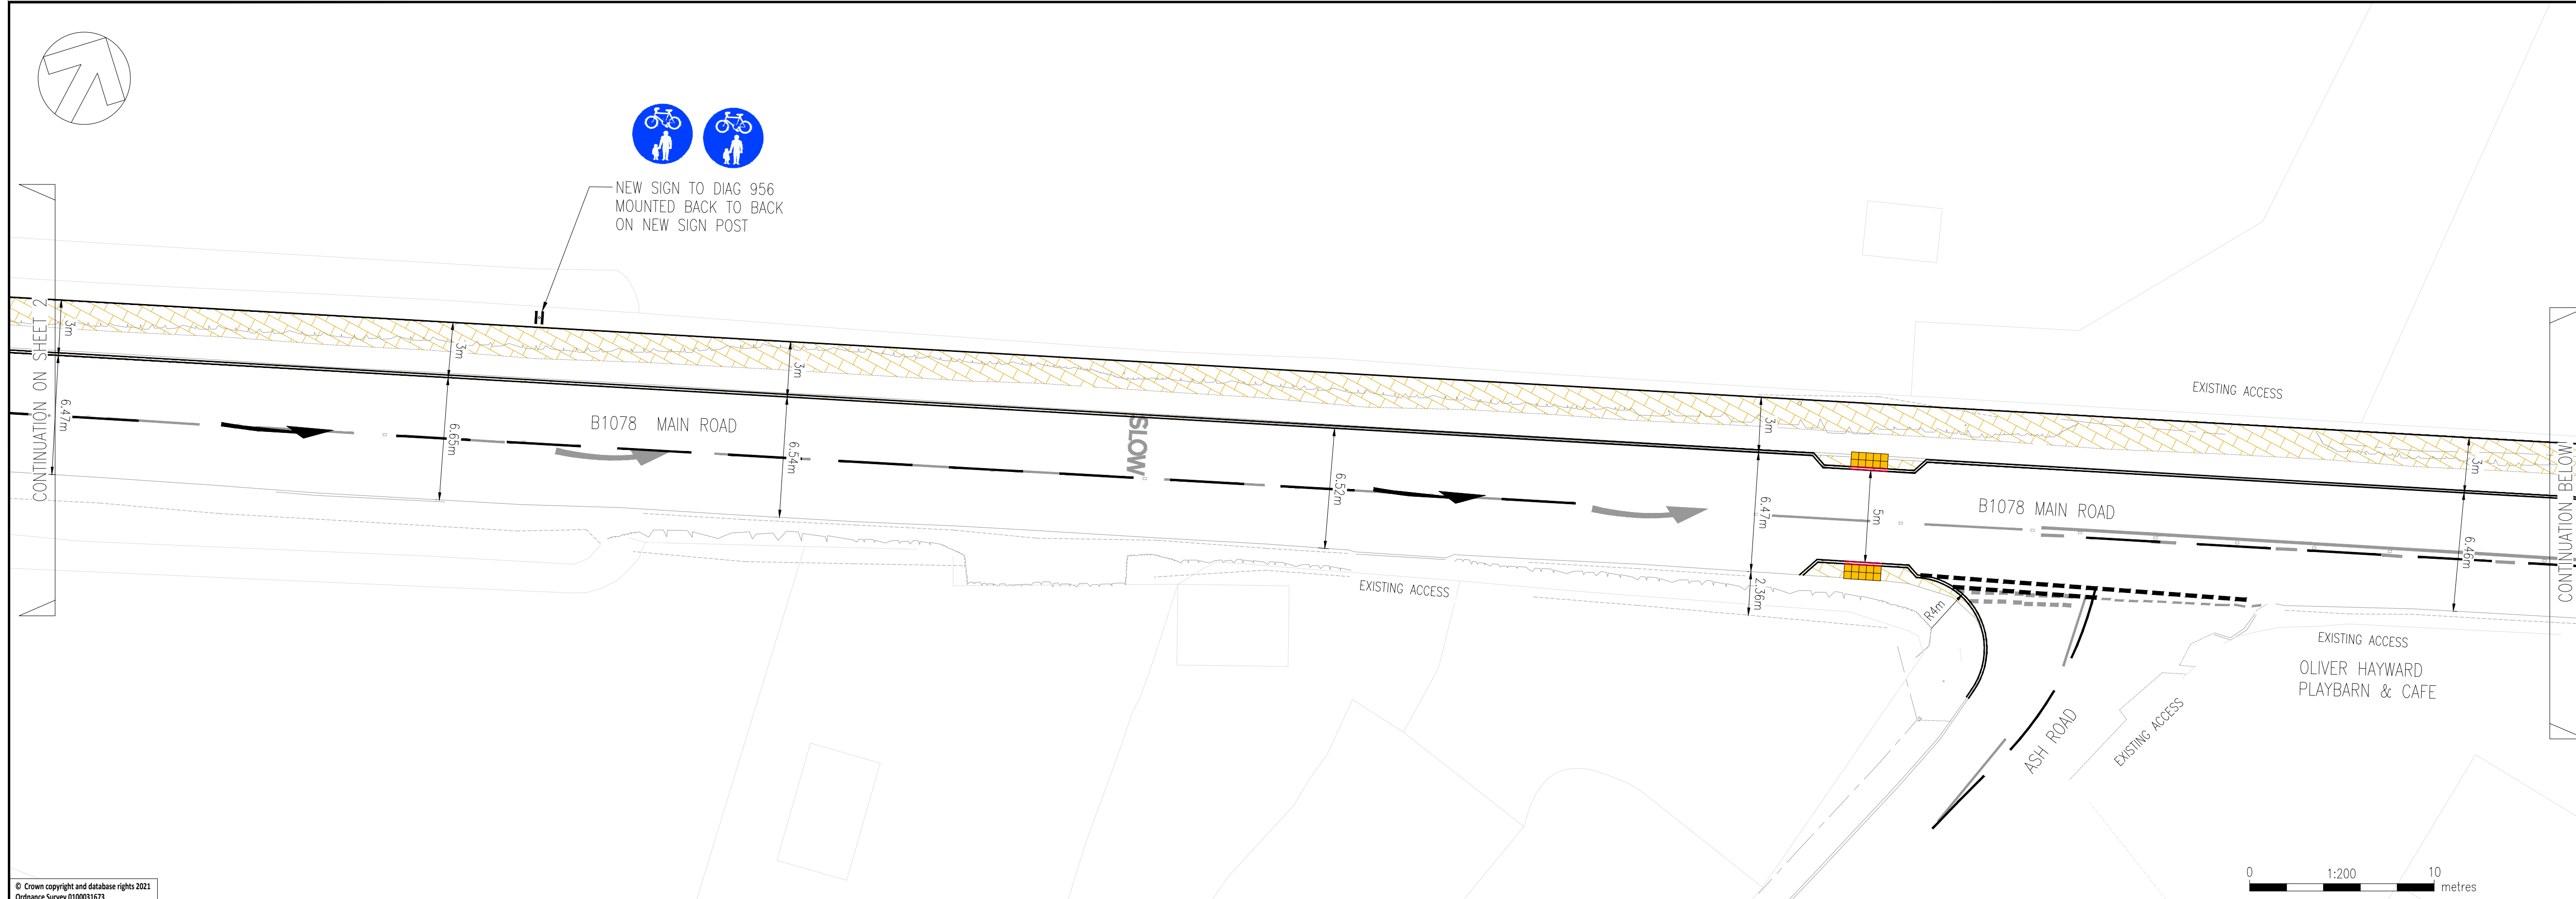 NEW SIGN TO DIAG 956
MOUNTED BACK TO BACK
ON NEW SIGN POST
CONTINUATION ON SHEET 2
3m
6.47m
3m
6.65m
B1078 MAIN ROAD
3m
6.54m
SLOW
6.52m
EXISTING ACCESS
3m
6.47m
2.36m
5m
R4m
B1078 MAIN ROAD
EXISTING ACCESS
3m
6.46m
CONTINUATION BELOW
EXISTING ACCESS
OLIVER HAYWARD
PLAYBARN & CAFE
ASH ROAD
EXISTING ACCESS
0 1:200 10
metres
© Crown copyright and database rights 2021
Ordnance Survey 0100031673